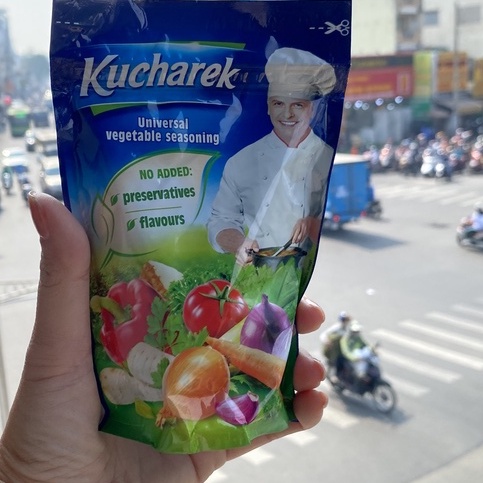 Kucharek
Universal
vegetable seasoning
NO ADDED:
preservatives
flavours